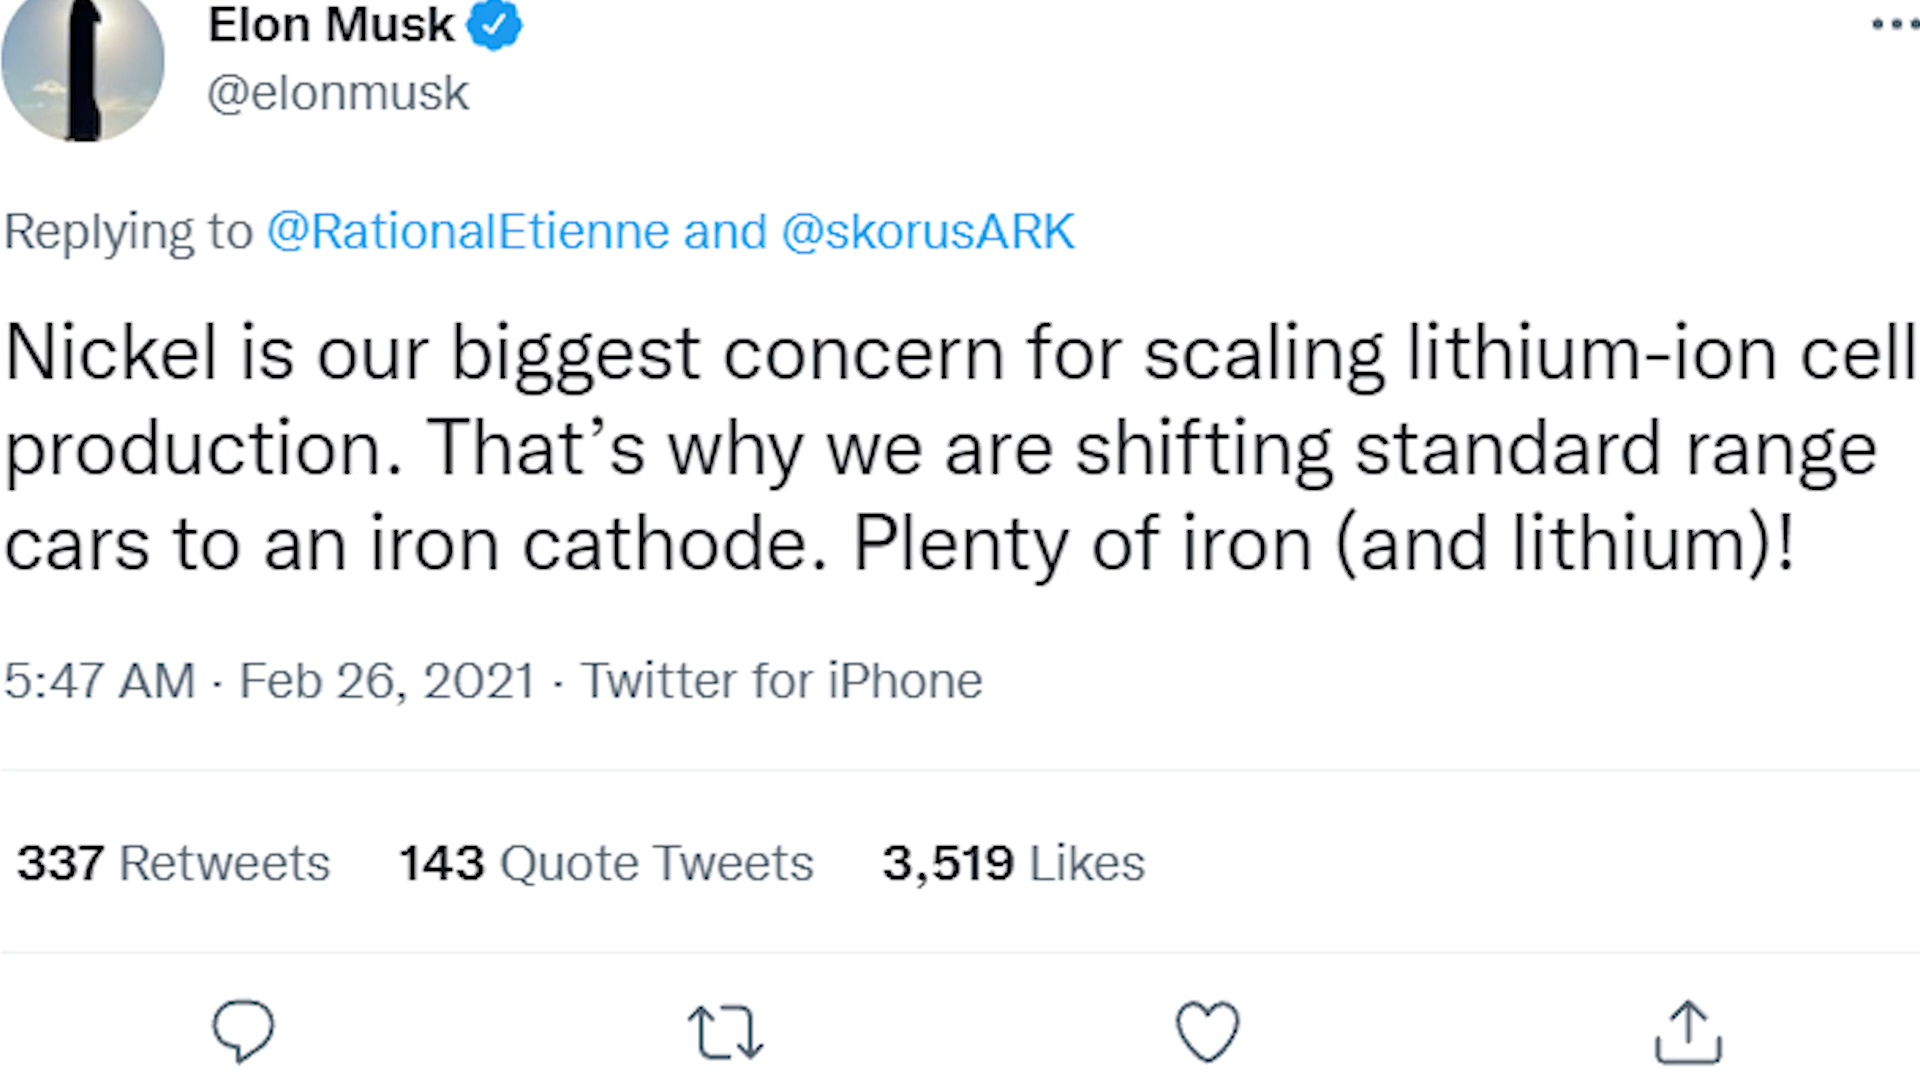 Elon Musk
@elonmusk
Replying to @RationalEtienne and @skorusARK
Nickel is our biggest concern for scaling lithium-ion cell
production. That’s why we are shifting standard range
cars to an iron cathode. Plenty of iron (and lithium)!
5:47 AM · Feb 26, 2021 · Twitter for iPhone
337 Retweets 143 Quote Tweets 3,519 Likes